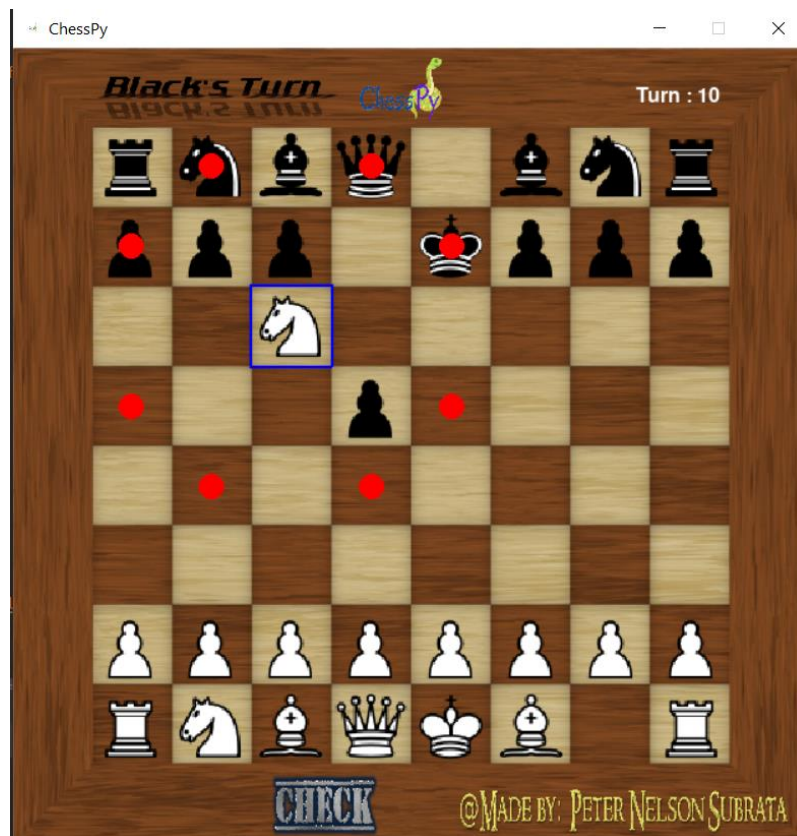 ChessPy
Black's Turn
ChessPy
Turn : 10
CHECK
@MADE BY: PETER NELSON SUBRATA